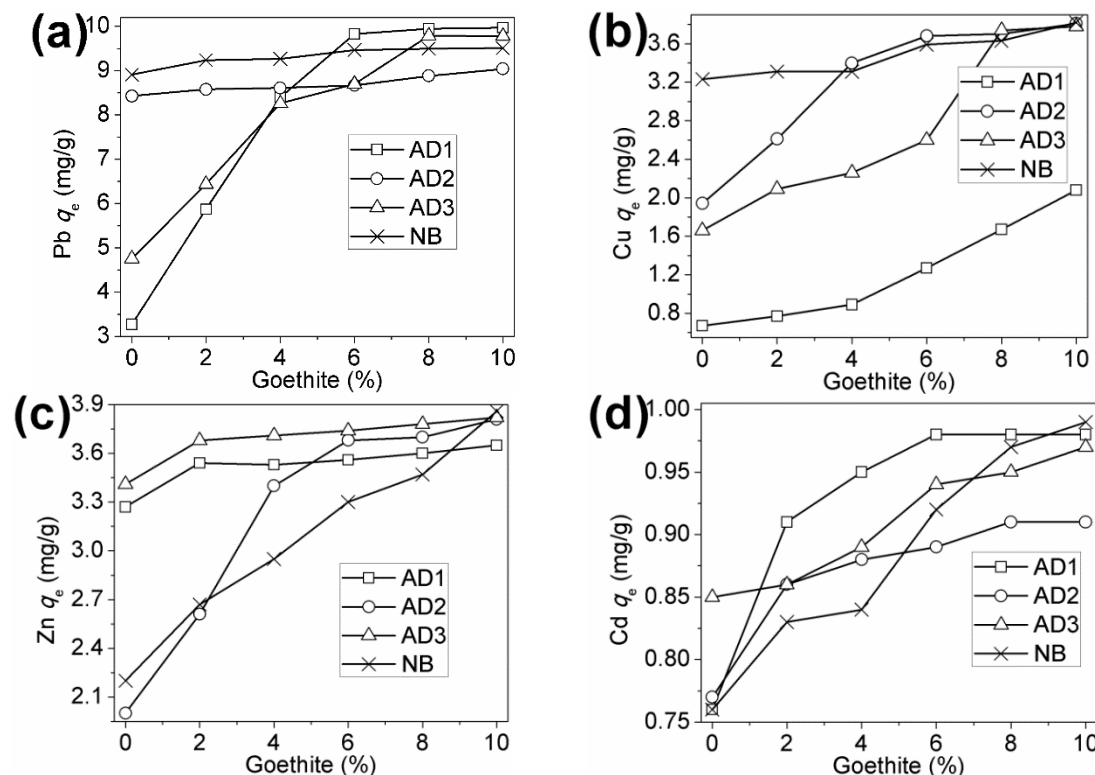 (a)
Pb qe (mg/g)
10
9
8
7
6
5
4
3
0 2 4 6 8 10
Goethite (%)
AD1
AD2
AD3
NB
(b)
Cu qe (mg/g)
3.6
3.2
2.8
2.4
2.0
1.6
1.2
0.8
0 2 4 6 8 10
Goethite (%)
AD1
AD2
AD3
NB
(c)
Zn qe (mg/g)
3.9
3.6
3.3
3.0
2.7
2.4
2.1
0 2 4 6 8 10
Goethite (%)
AD1
AD2
AD3
NB
(d)
Cd qe (mg/g)
1.00
0.95
0.90
0.85
0.80
0.75
0 2 4 6 8 10
Goethite (%)
AD1
AD2
AD3
NB